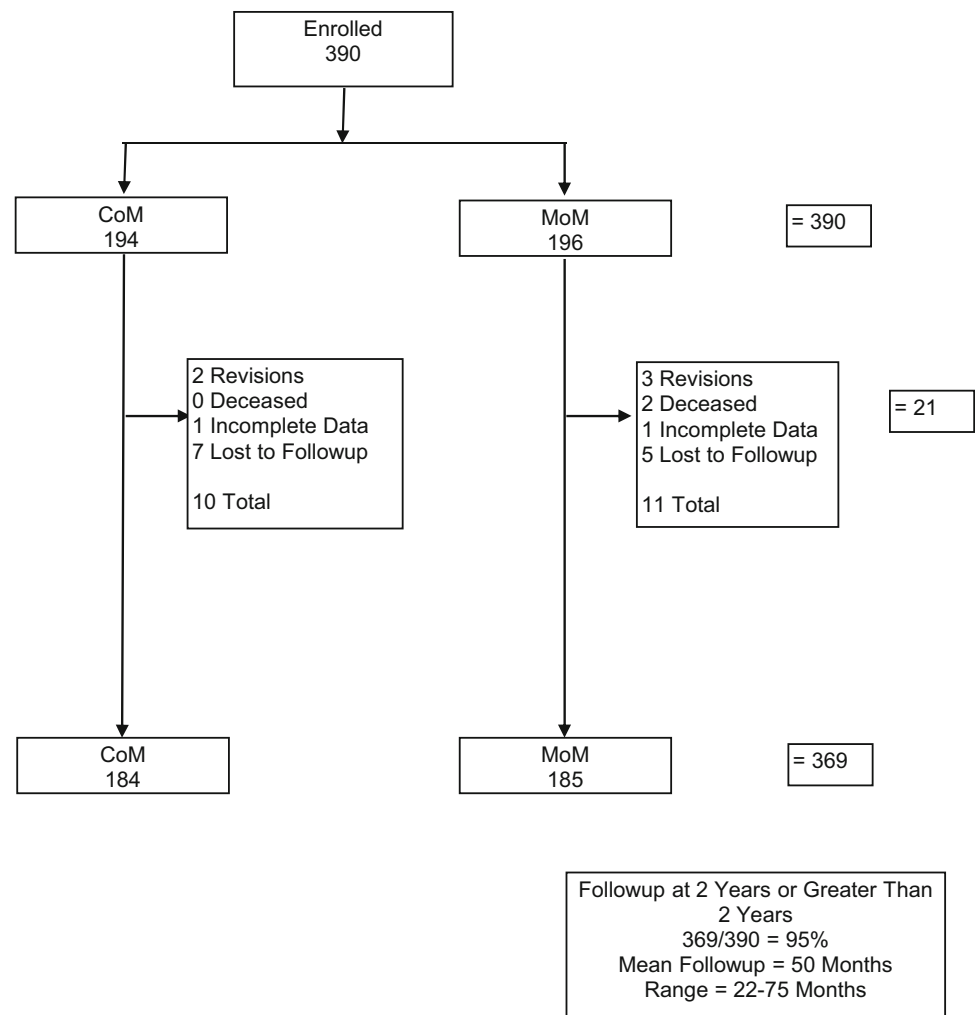 Enrolled
390
CoM
194
MoM
196
= 390
2 Revisions
0 Deceased
1 Incomplete Data
7 Lost to Followup
10 Total
3 Revisions
2 Deceased
1 Incomplete Data
5 Lost to Followup
11 Total
= 21
CoM
184
MoM
185
= 369
Followup at 2 Years or Greater Than
2 Years
369/390 = 95%
Mean Followup = 50 Months
Range = 22-75 Months